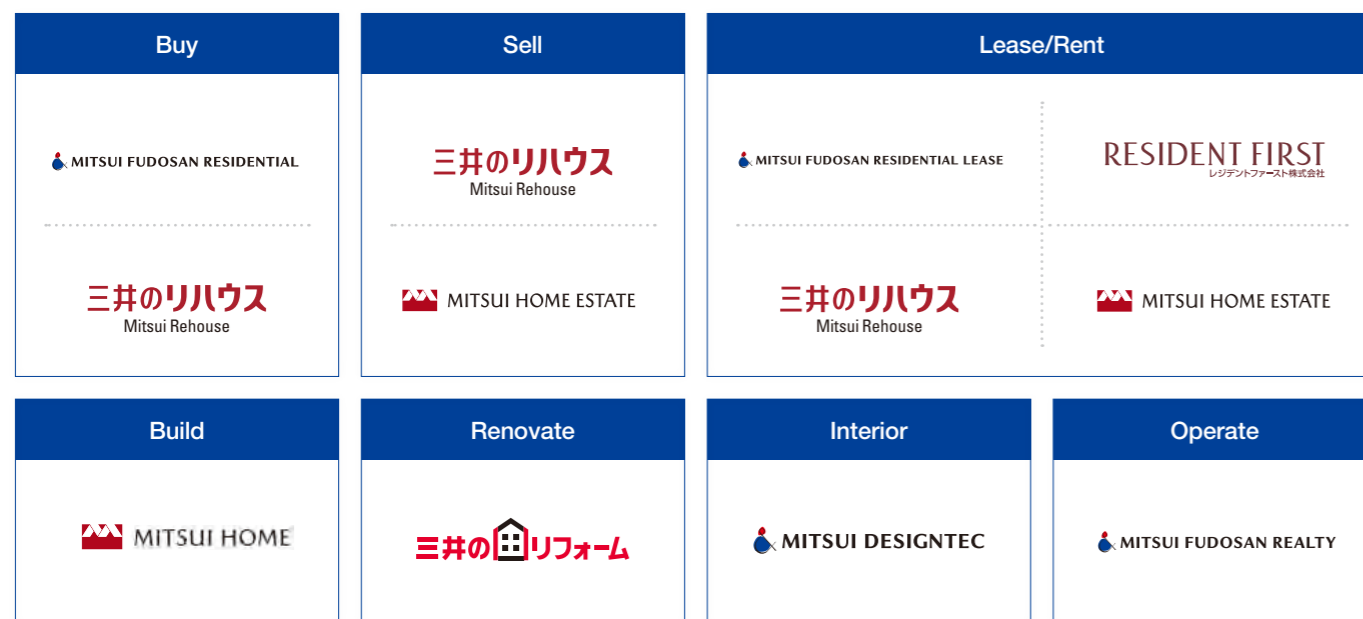 Buy
MITSUI FUDOSAN RESIDENTIAL
三井のリハウス
Mitsui Rehouse
Sell
三井のリハウス
Mitsui Rehouse
MITSUI HOME ESTATE
Lease/Rent
MITSUI FUDOSAN RESIDENTIAL LEASE
RESIDENT FIRST
レジデントファースト株式会社
三井のリハウス
Mitsui Rehouse
MITSUI HOME ESTATE
Build
MITSUI HOME
Renovate
三井のリフォーム
Interior
MITSUI DESIGNTEC
Operate
MITSUI FUDOSAN REALTY